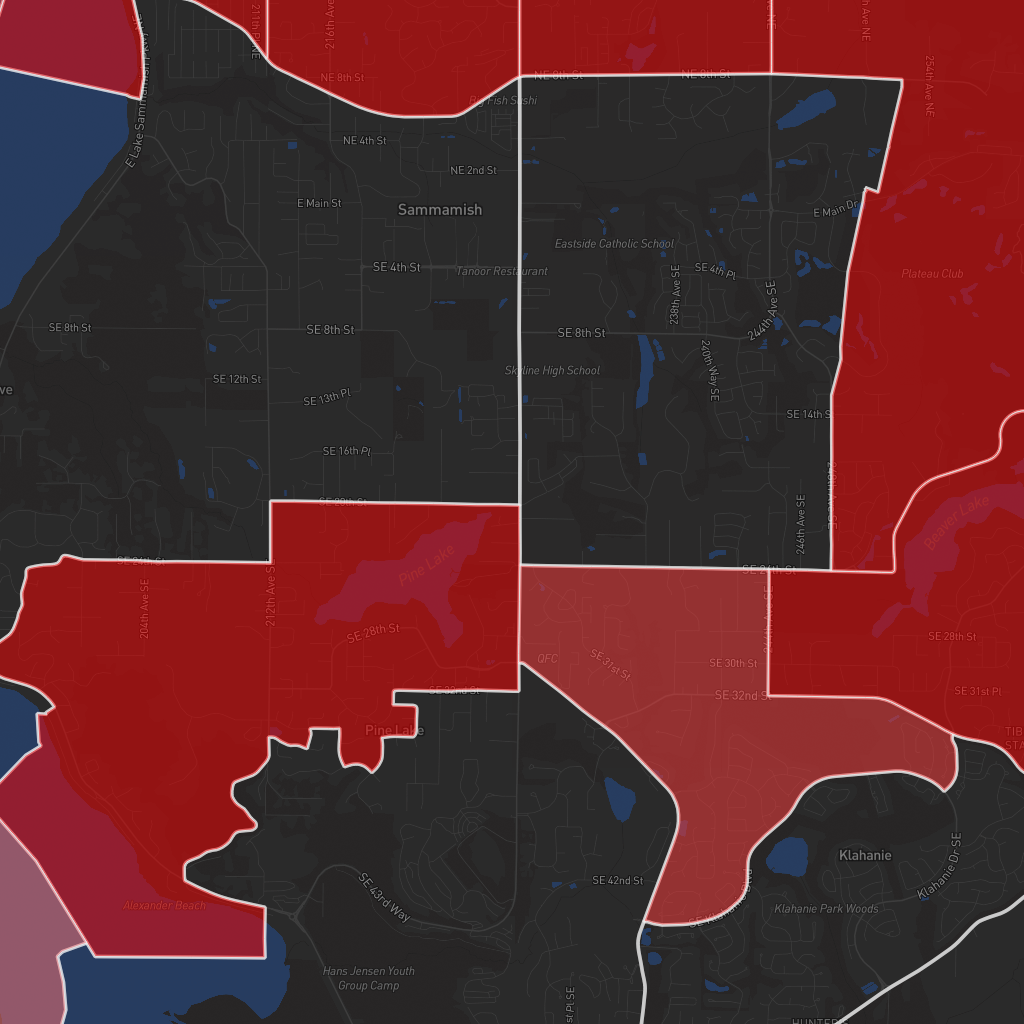 211th Pl NE
216th Ave NE
NE 8th St
NE 8th St
NE 8th St
254th Ave NE
Big Fish Sushi
E Lake Sammamish
NE 4th St
NE 2nd St
E Main St
Sammamish
E Main Dr
Eastside Catholic School
SE 4th St
Tanoor Restaurant
SE 4th Pl
Plateau Club
238th Ave SE
244th Ave SE
SE 8th St
SE 8th St
SE 8th St
240th Way SE
Skyline High School
SE 12th St
ve
SE 13th Pl
SE 14th S
SE 16th Pl
SE 20th St
246th Ave SE
Beaver Lake
SE 24th St
Pine Lake
SE 24th St
204th Ave SE
212th Ave S
244th Ave SE
SE 28th St
SE 28th St
QFC
SE 31st St
SE 30th St
SE 32nd St
SE 32nd St
SE 31st Pl
Pine Lake
TIB
STA
Klahanie
SE 42nd St
Klahanie Dr SE
SE 43rd Way
Alexander Beach
Klahanie Park Woods
SE Klahanie Blvd
Hans Jensen Youth
Group Camp
st Pl SE
HUNTERS